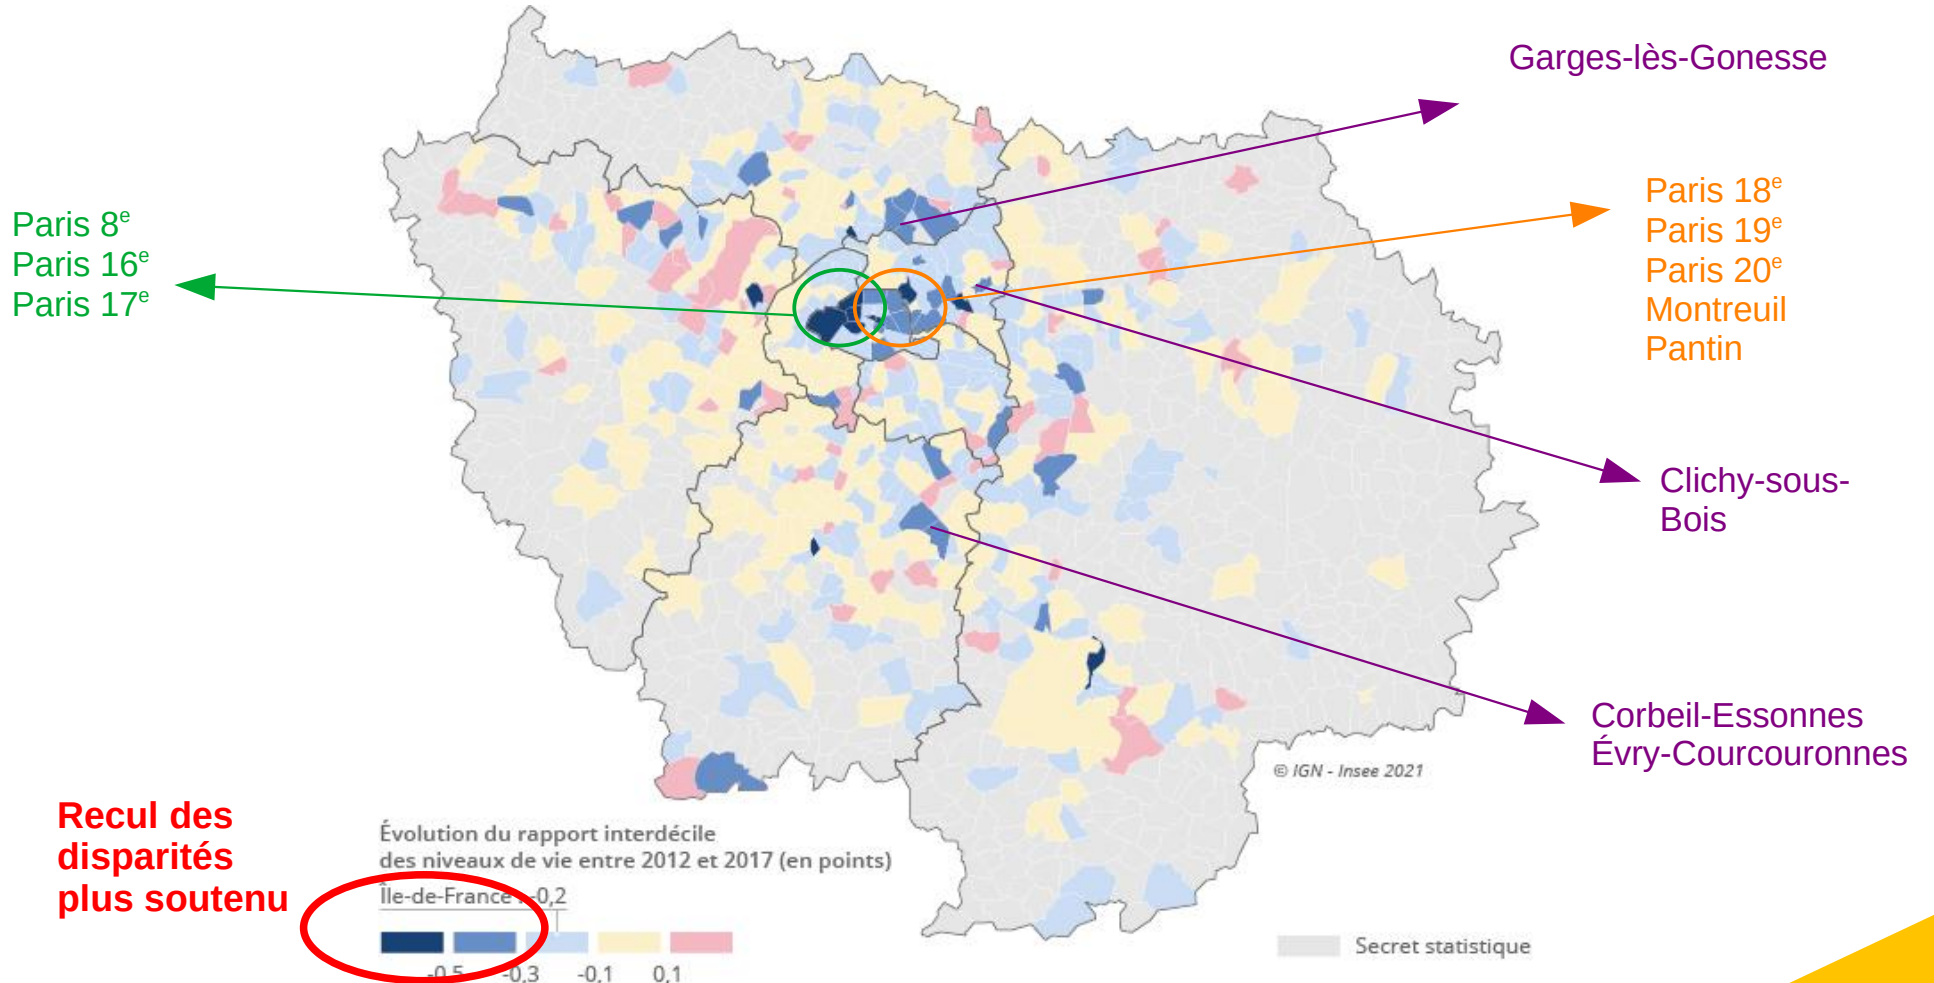 Garges-lès-Gonesse
Paris 8e
Paris 16e
Paris 17e
Paris 18e
Paris 19e
Paris 20e
Montreuil
Pantin
Clichy-sous-
Bois
Corbeil-Essonnes
Évry-Courcouronnes
© IGN - Insee 2021
Recul des
disparités
plus soutenu
Évolution du rapport interdécile
des niveaux de vie entre 2012 et 2017 (en points)
Île-de-France : -0,2
-0,5 -0,3 -0,1 0,1
Secret statistique